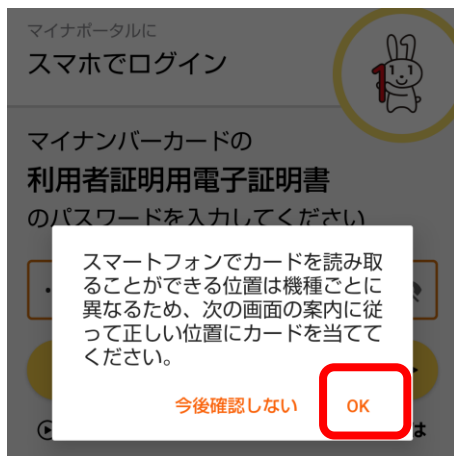 マイナポータルに
スマホでログイン
マイナンバーカードの
利用者証明用電子証明書
のパスワードを入力してください
スマートフォンでカードを読み取
ることができる位置は機種ごとに
異なるため、次の画面の案内に従
って正しい位置にカードを当てて
ください。
今後確認しない
OK
は